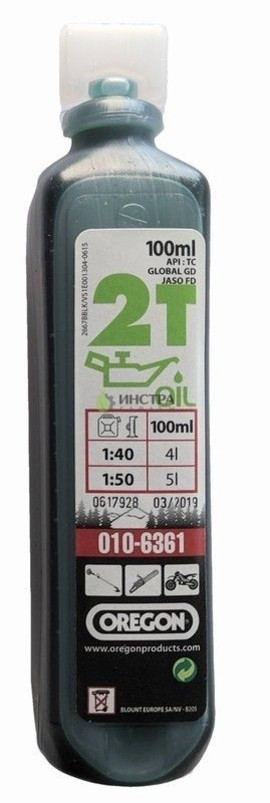 100ml
API : TC
GLOBAL GD
JASO FD
2T
oil
ИНСТРА
100ml
1:40 4l
1:50 5l
0617928 03/2019
010-6361
OREGON
www.oregonproducts.com
BLOUNT EUROPE SA/NV - B205
2667BBLK/VS1E001304-0615